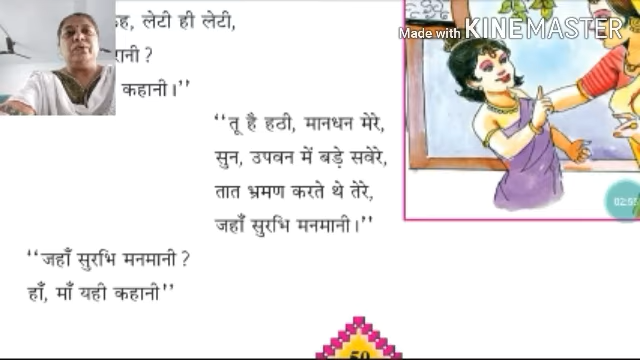 Made with KINEMASTER
कह, लेटी ही लेटी,
रानी ?
कहानी।’’
‘‘तू है हठी, मानधन मेरे,
सुन, उपवन में बड़े सवेरे,
तात भ्रमण करते थे तेरे,
जहाँ सुरभि मनमानी।’’
‘‘जहाँ सुरभि मनमानी ?
हाँ, माँ यही कहानी’’